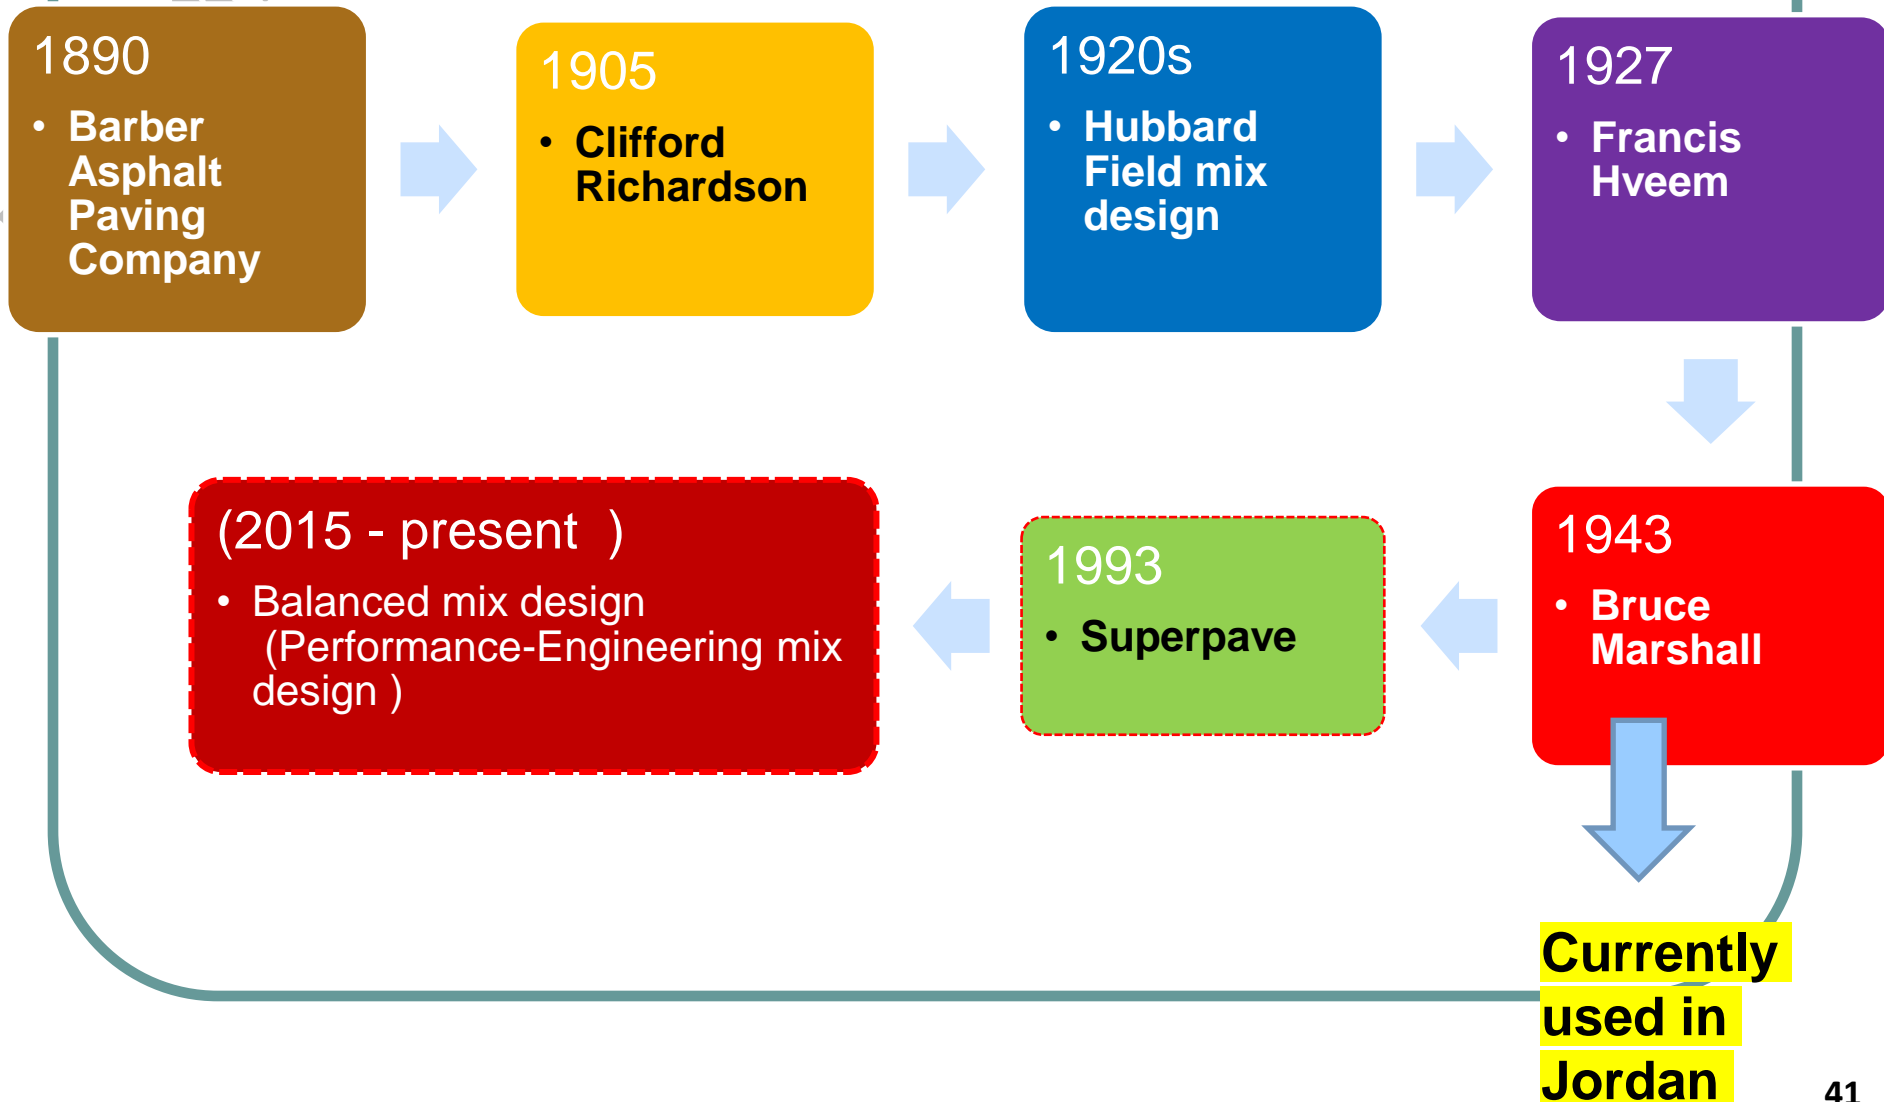 1890
• Barber
Asphalt
Paving
Company
1905
• Clifford
Richardson
1920s
• Hubbard
Field mix
design
1927
• Francis
Hveem
1943
• Bruce
Marshall
1993
• Superpave
(2015 - present )
• Balanced mix design
(Performance-Engineering mix
design )
Currently
used in
Jordan
41